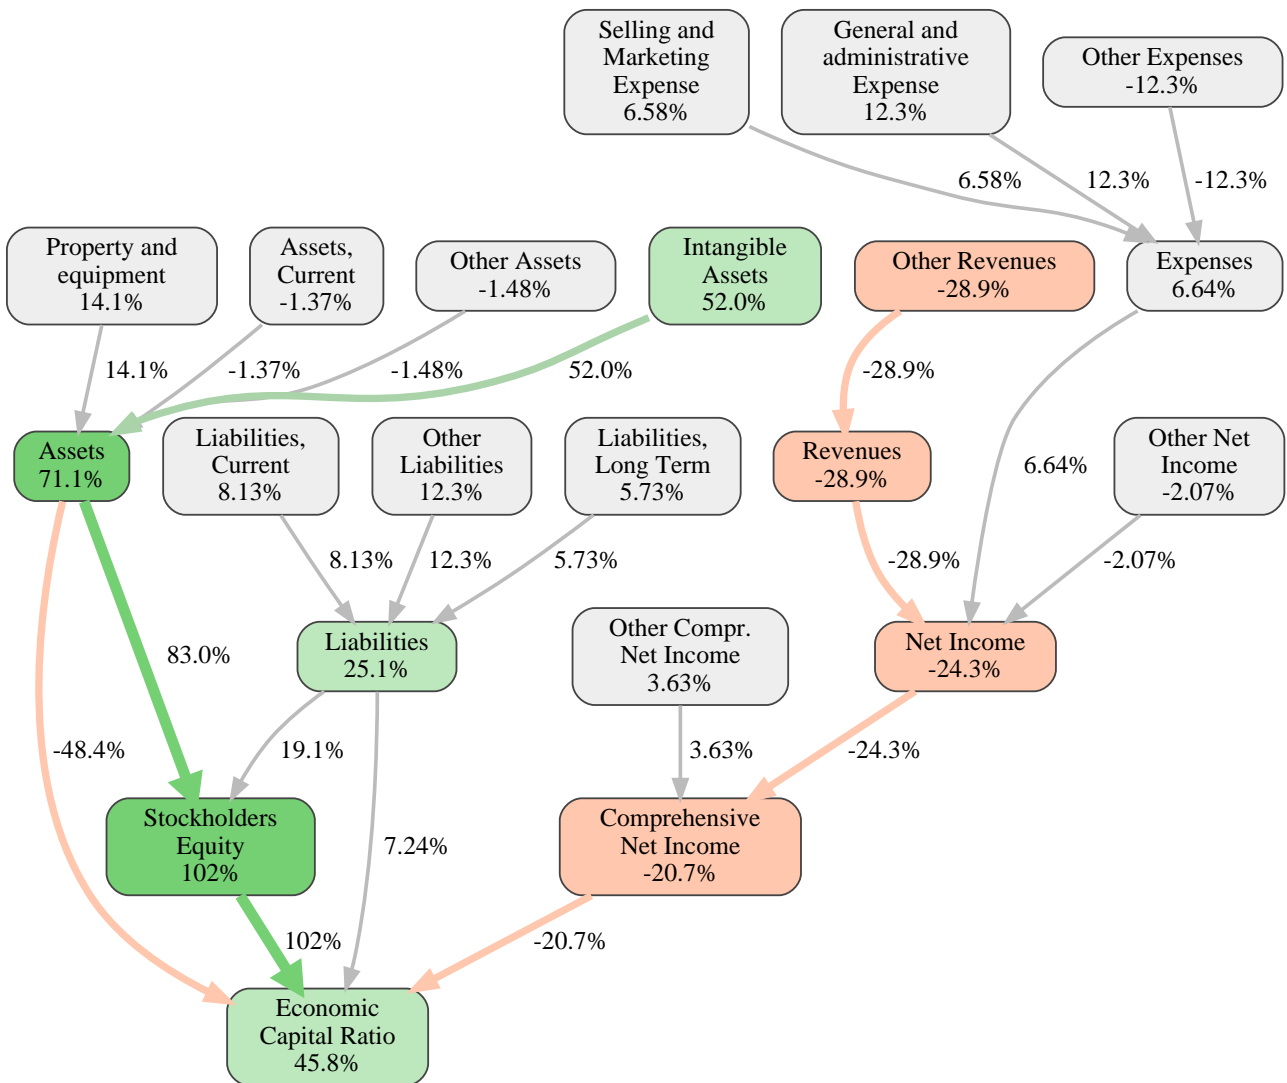 Selling and
Marketing
Expense
6.58%
General and
administrative
Expense
12.3%
Other Expenses
-12.3%
6.58%
12.3%
-12.3%
Property and
equipment
14.1%
Assets,
Current
-1.37%
Other Assets
-1.48%
Intangible
Assets
52.0%
Other Revenues
-28.9%
Expenses
6.64%
14.1%
-1.37%
-1.48%
52.0%
-28.9%
Assets
71.1%
Liabilities,
Current
8.13%
Other
Liabilities
12.3%
Liabilities,
Long Term
5.73%
Revenues
-28.9%
6.64%
Other Net
Income
-2.07%
8.13%
12.3%
5.73%
-28.9%
-2.07%
83.0%
Liabilities
25.1%
Other Compr.
Net Income
3.63%
Net Income
-24.3%
-48.4%
19.1%
3.63%
-24.3%
Stockholders
Equity
102%
7.24%
Comprehensive
Net Income
-20.7%
102%
-20.7%
Economic
Capital Ratio
45.8%